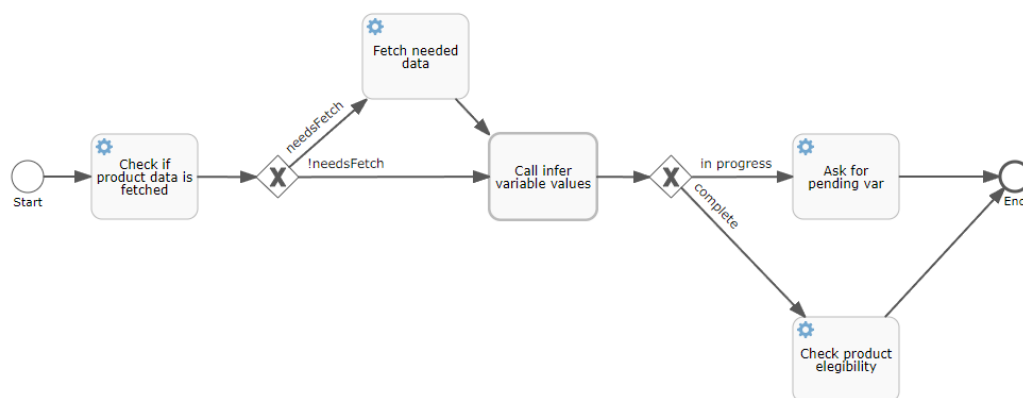 Fetch needed
data
needsFetch
!needsFetch
Start
Check if
product data is
fetched
Call infer
variable values
in progress
complete
Ask for
pending var
End
Check product
elegibility